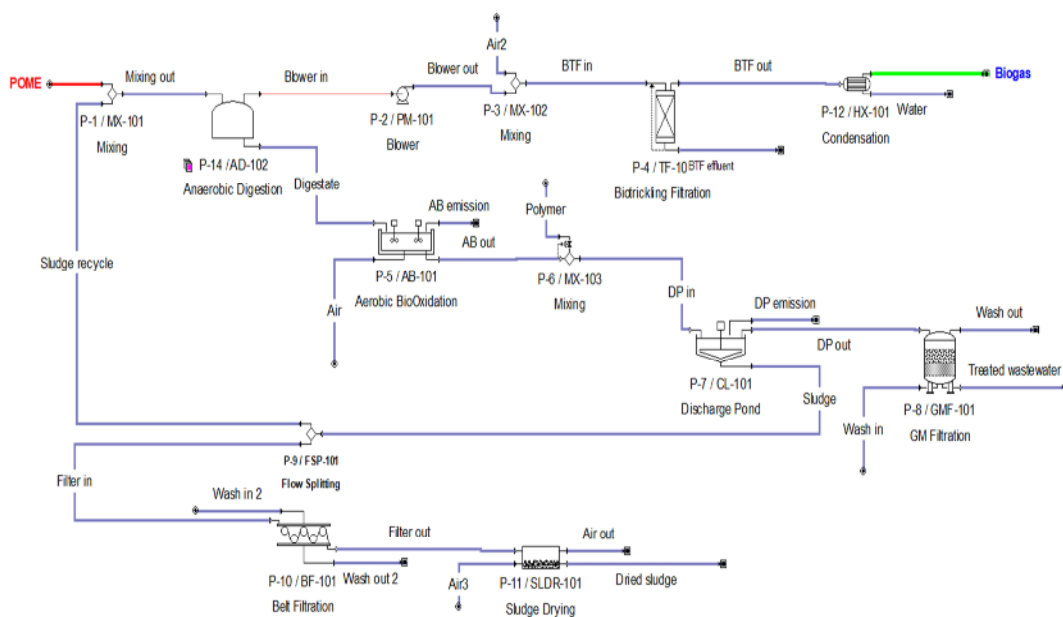 Air2
POME
Mixing out
Blower in
Blower out
BTF in
BTF out
Biogas
Water
P-1 / MX-101
Mixing
P-2 / PM-101
Blower
P-3 / MX-102
Mixing
P-12 / HX-101
Condensation
P-14 / AD-102
Anaerobic Digestion
P-4 / TF-10
BTF effluent
Biotrickling Filtration
Digestate
AB emission
AB out
Polymer
Sludge recycle
P-5 / AB-101
Aerobic BioOxidation
P-6 / MX-103
Mixing
Air
DP in
DP emission
DP out
Wash out
Treated wastewater
P-7 / CL-101
Discharge Pond
Sludge
P-8 / GMF-101
GM Filtration
Wash in
P-9 / FSP-101
Flow Splitting
Filter in
Wash in 2
Filter out
Air out
Wash out 2
Air3
Dried sludge
P-10 / BF-101
Belt Filtration
P-11 / SLDR-101
Sludge Drying